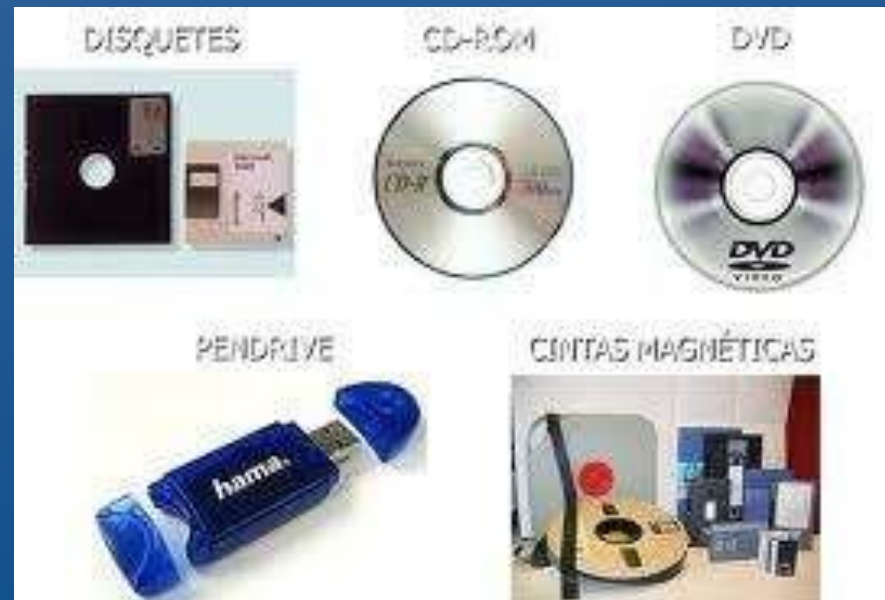 DISQUETES
CD-ROM
DVD
CD-R
DVD
VIDEO
PENDRIVE
CINTAS MAGNÉTICAS
hama